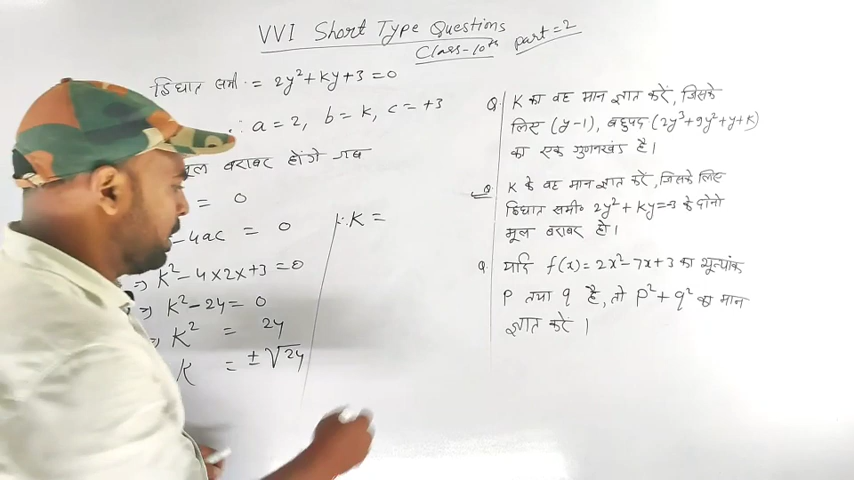 VVI Short Type Questions
Class-10th part=2
द्विघात समी॰ = 2y² + Ky + 3 = 0
∴ a = 2, b = K, c = +3
मूल बराबर होंगे जब
= 0
- 4ac = 0
⇒ K² - 4 x 2 x + 3 = 0
⇒ K² - 24 = 0
⇒ K² = 24
K = ± √24
∴ K =
Q. K का वह मान ज्ञात करें, जिसके
लिए (y-1), बहुपद (2y³ + 9y² + y + K)
का एक गुणनखंड है।
Q. K के वह मान ज्ञात करें, जिसके लिए
द्विघात समी॰ 2y² + Ky = -3 के दोनो
मूल बराबर हो।
Q. यदि f(x) = 2x² - 7x + 3 का शून्यांक
P तथा q है, तो P² + q² का मान
ज्ञात करें।